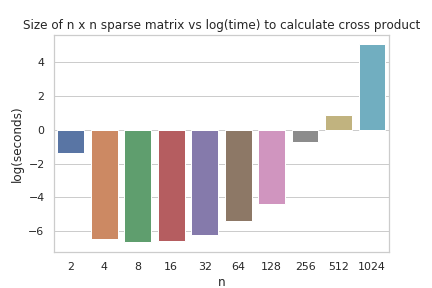 Size of n x n sparse matrix vs log(time) to calculate cross product
4
2
0
−2
−4
−6
log(seconds)
2 4 8 16 32 64 128 256 512 1024
n